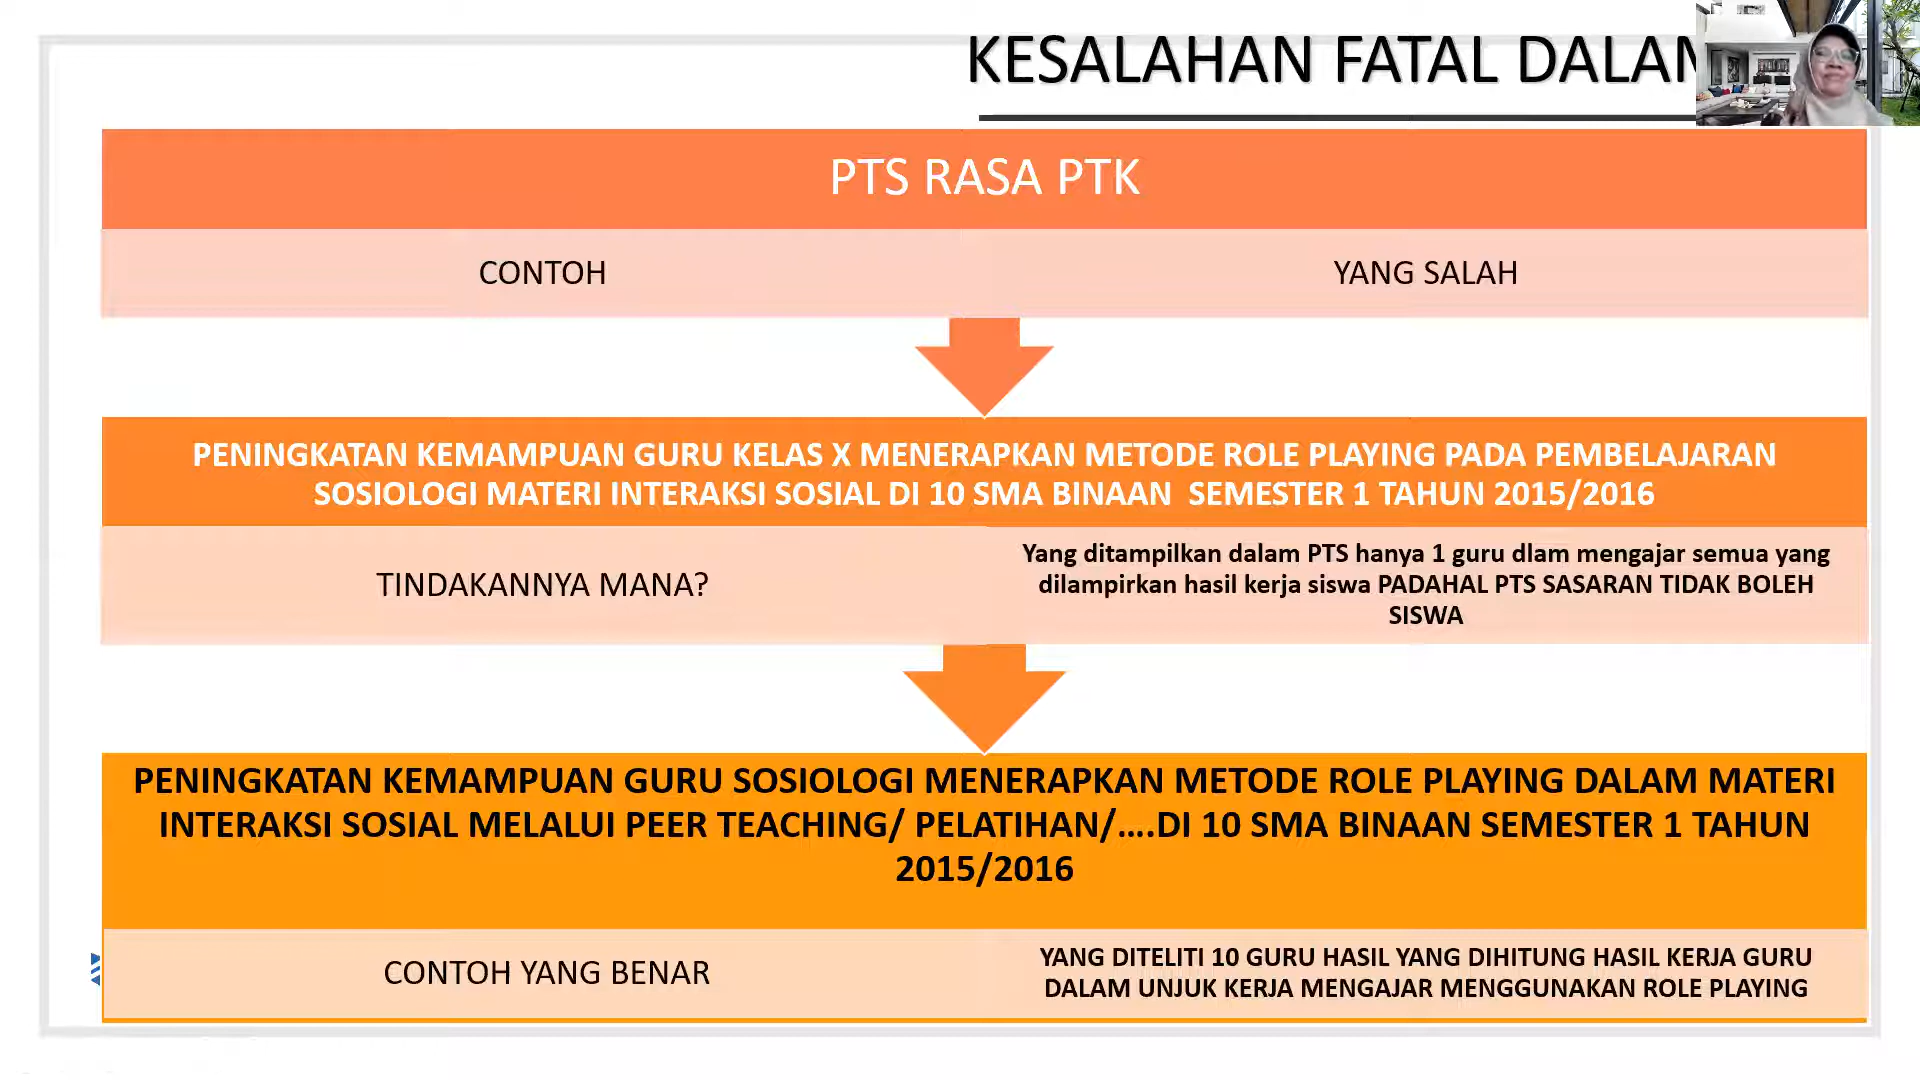 KESALAHAN FATAL DALAM
PTS RASA PTK
CONTOH
YANG SALAH
PENINGKATAN KEMAMPUAN GURU KELAS X MENERAPKAN METODE ROLE PLAYING PADA PEMBELAJARAN
SOSIOLOGI MATERI INTERAKSI SOSIAL DI 10 SMA BINAAN SEMESTER 1 TAHUN 2015/2016
TINDAKANNYA MANA?
Yang ditampilkan dalam PTS hanya 1 guru dlam mengajar semua yang
dilampirkan hasil kerja siswa PADAHAL PTS SASARAN TIDAK BOLEH
SISWA
PENINGKATAN KEMAMPUAN GURU SOSIOLOGI MENERAPKAN METODE ROLE PLAYING DALAM MATERI
INTERAKSI SOSIAL MELALUI PEER TEACHING/ PELATIHAN/....DI 10 SMA BINAAN SEMESTER 1 TAHUN
2015/2016
CONTOH YANG BENAR
YANG DITELITI 10 GURU HASIL YANG DIHITUNG HASIL KERJA GURU
DALAM UNJUK KERJA MENGAJAR MENGGUNAKAN ROLE PLAYING